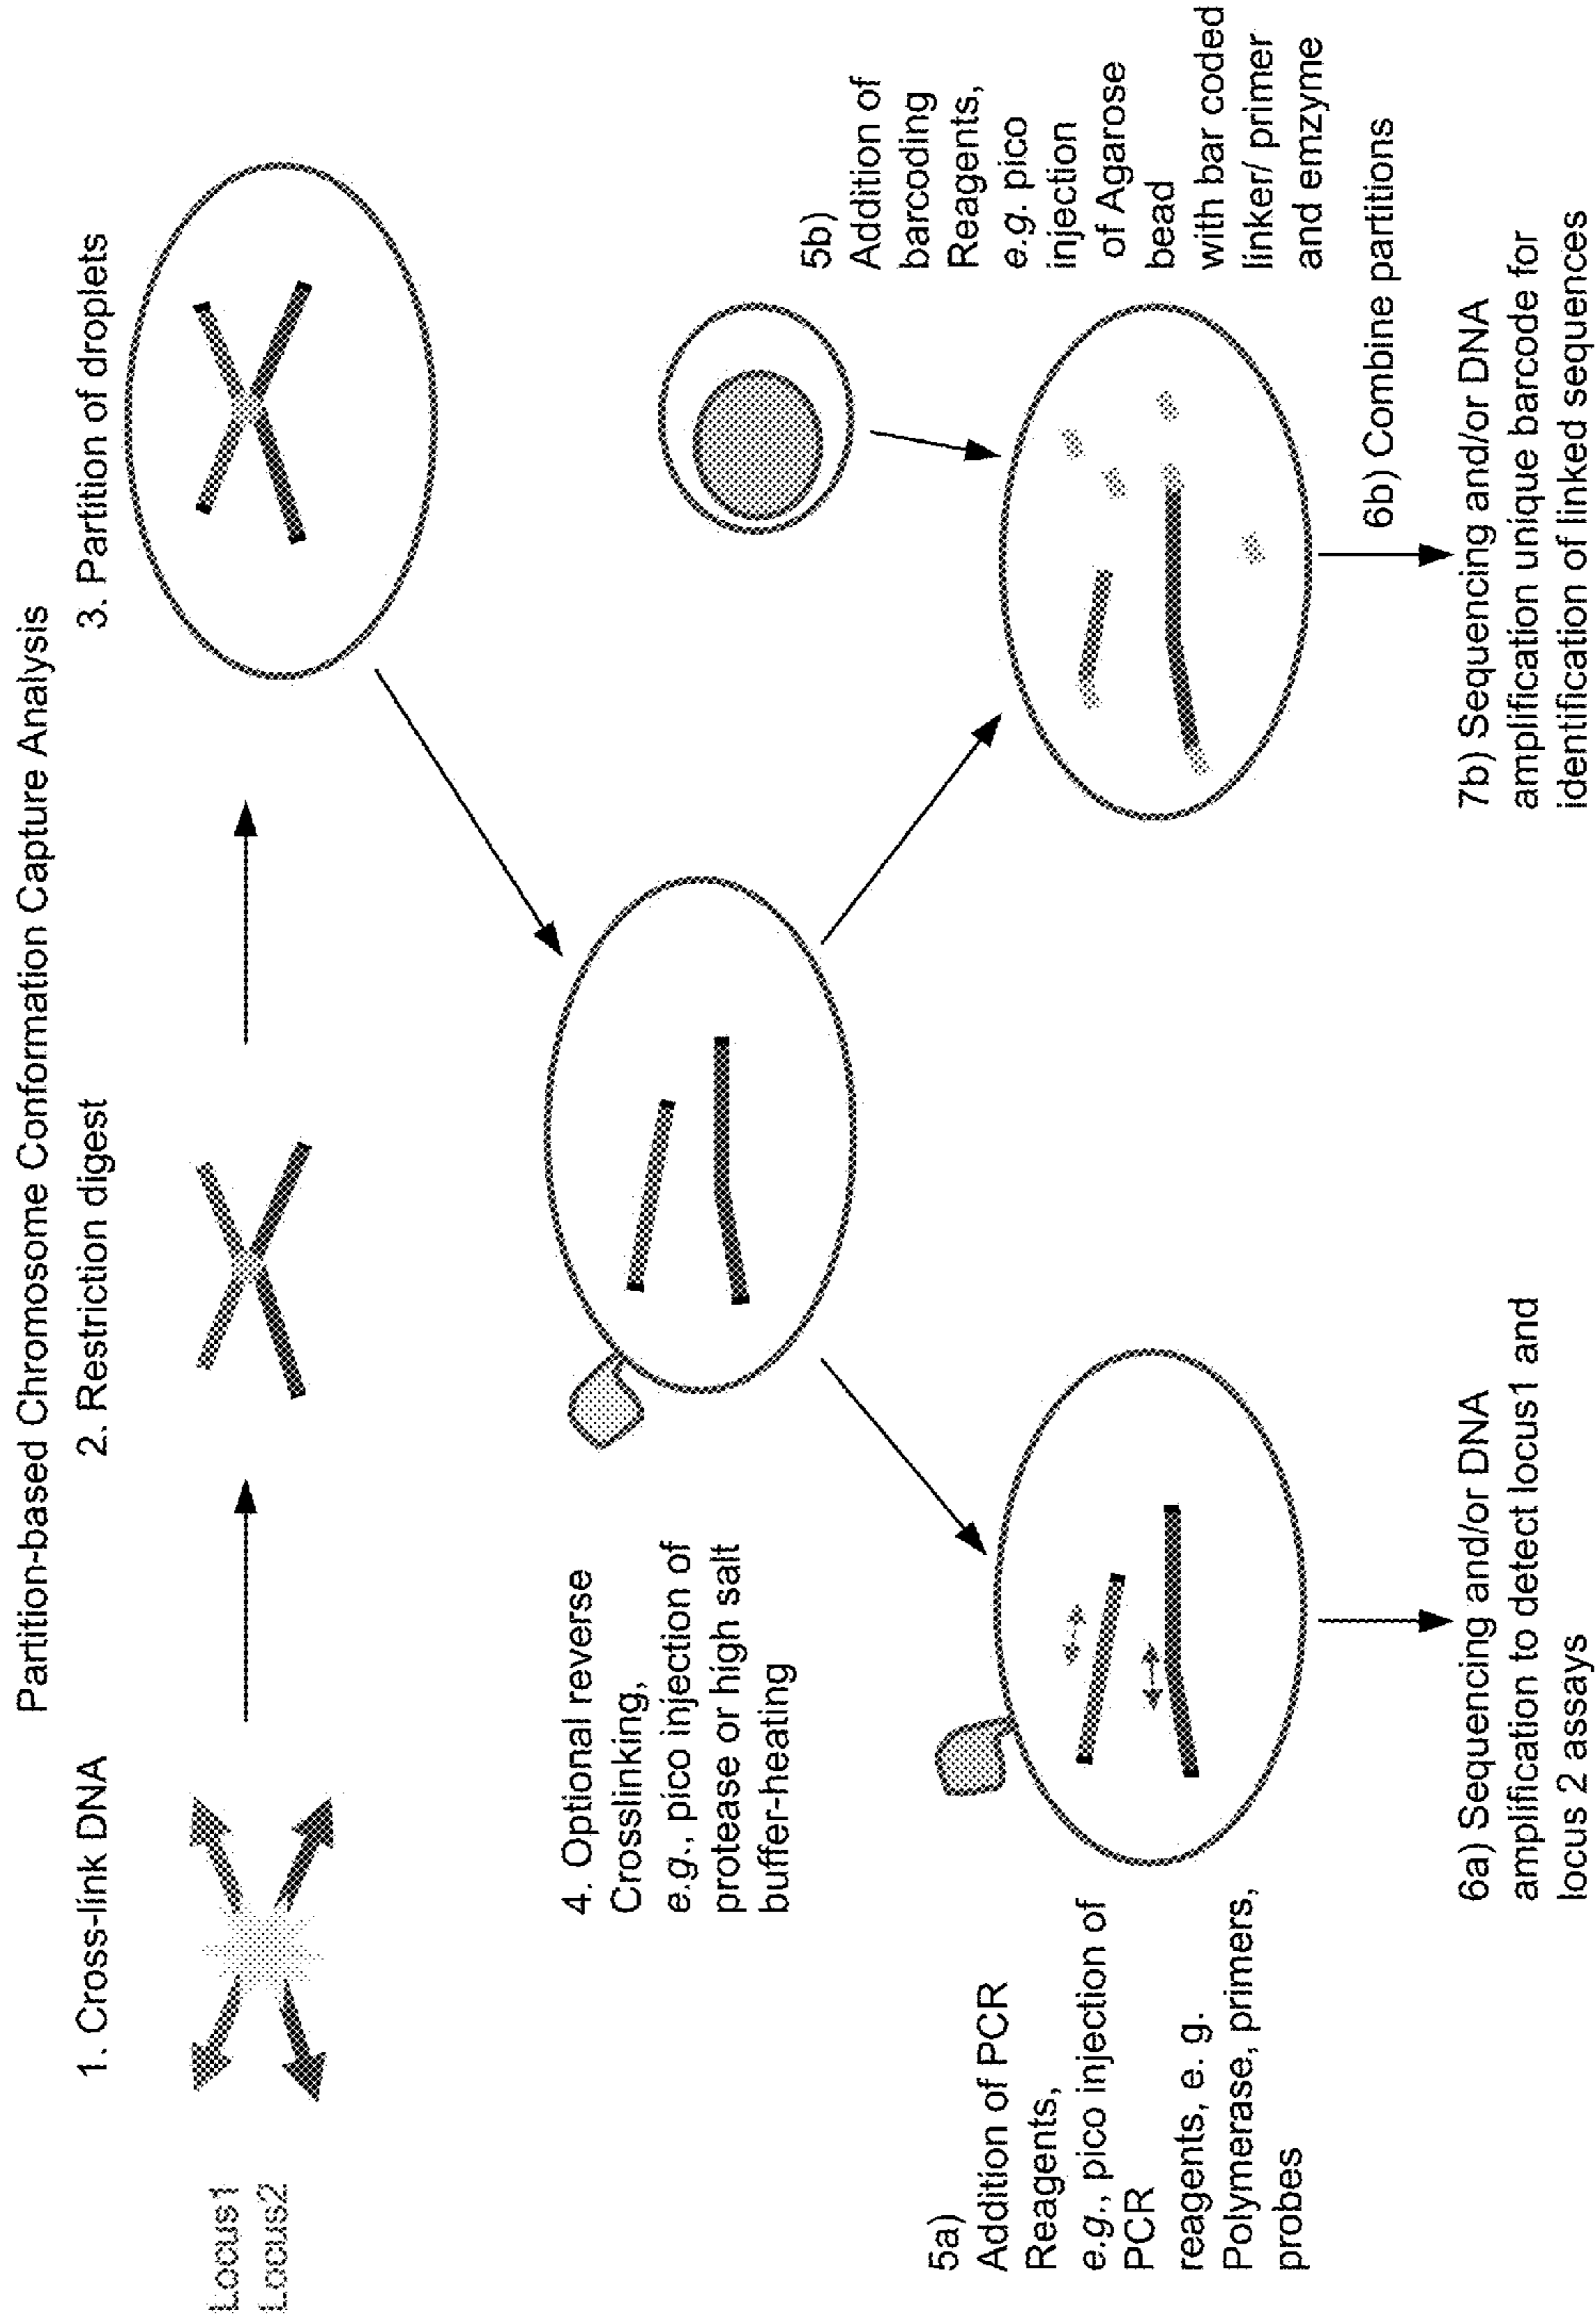 Partition-based Chromosome Conformation Capture Analysis
1. Cross-link DNA
2. Restriction digest
3. Partition of droplets
Locus1
Locus2
4. Optional reverse
Crosslinking,
e.g., pico injection of
protease or high salt
buffer-heating
5a)
Addition of PCR
Reagents,
e.g., pico injection of
PCR
reagents, e. g.
Polymerase, primers,
probes
6a) Sequencing and/or DNA
amplification to detect locus1 and
locus 2 assays
5b)
Addition of
barcoding
Reagents,
e.g. pico
injection
of Agarose
bead
with bar coded
linker/ primer
and emzyme
6b) Combine partitions
7b) Sequencing and/or DNA
amplification unique barcode for
identification of linked sequences